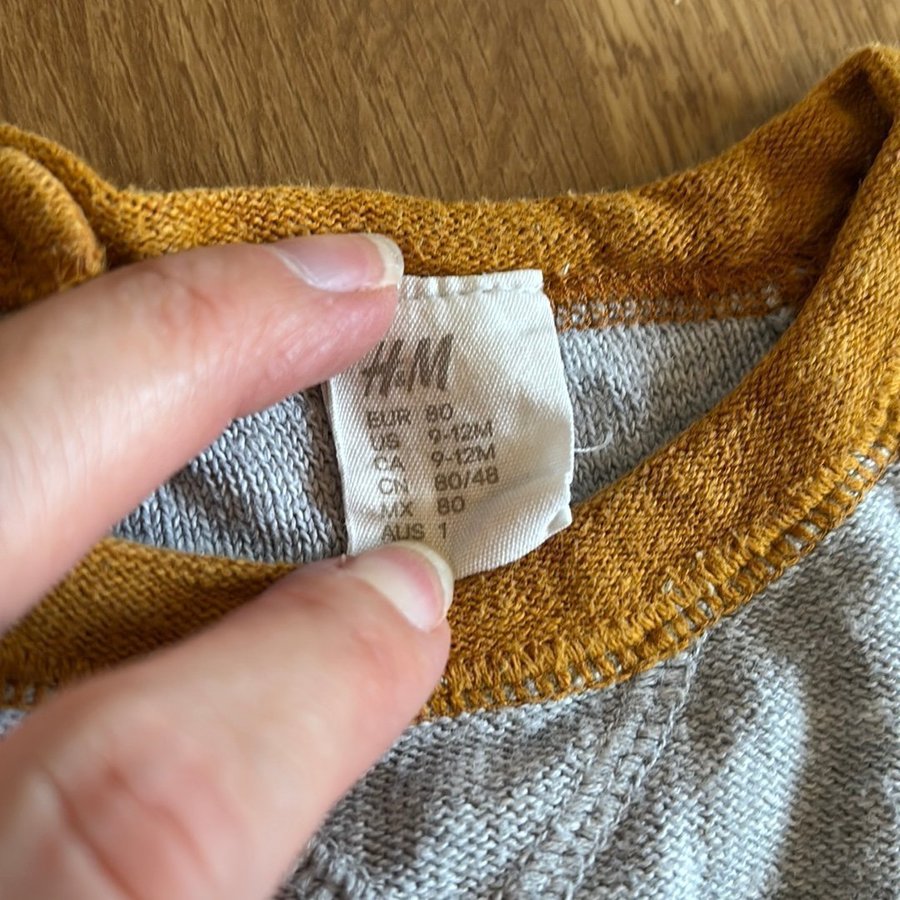 H&M
EUR 80
US 9-12M
CA 9-12M
CN 80/48
MX 80
AUS 1